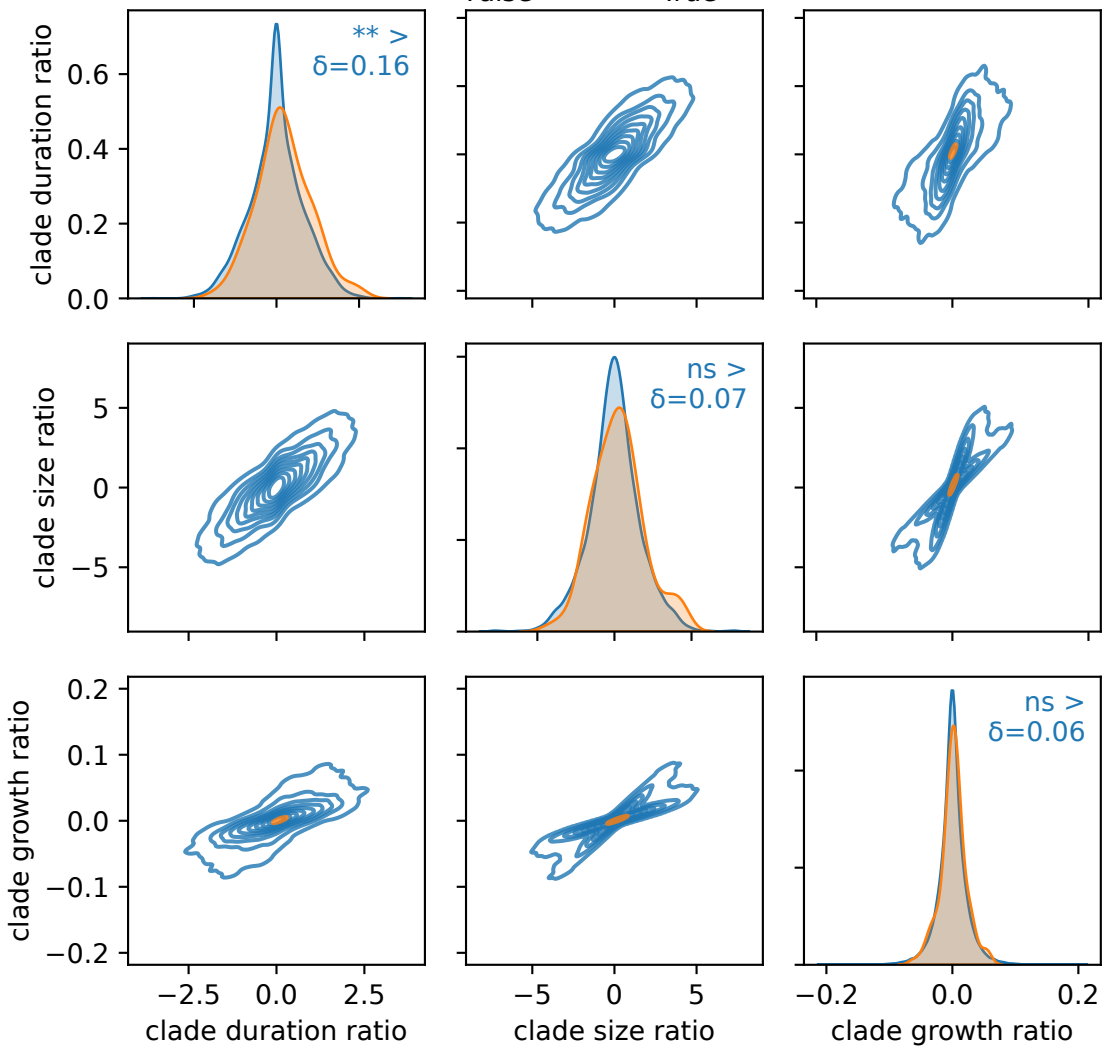 ** >
δ=0.16
clade duration ratio
0.6
0.4
0.2
0.0
ns >
δ=0.07
clade size ratio
5
0
−5
ns >
δ=0.06
clade growth ratio
0.2
0.1
0.0
−0.1
−0.2
−2.5 0.0 2.5
−5 0 5
−0.2 0.0 0.2
clade duration ratio
clade size ratio
clade growth ratio